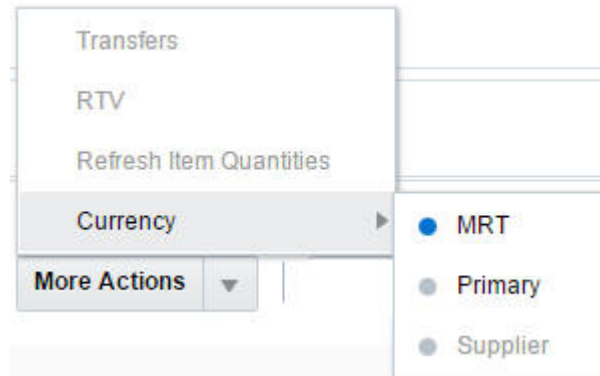 Transfers
RTV
Refresh Item Quantities
Currency
MRT
More Actions
Primary
Supplier